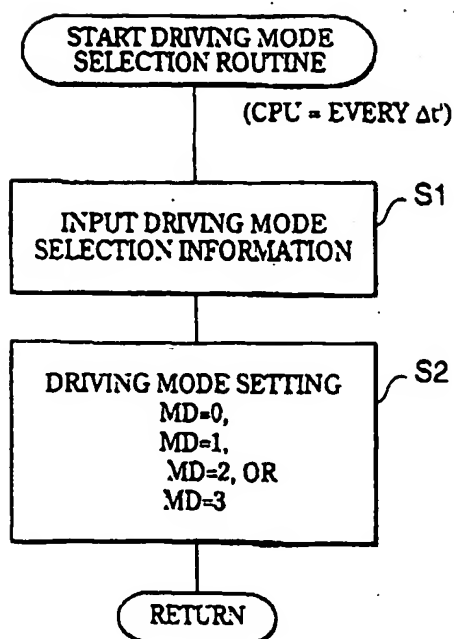 START DRIVING MODE
SELECTION ROUTINE
(CPU = EVERY Δt')
S1
INPUT DRIVING MODE
SELECTION INFORMATION
S2
DRIVING MODE SETTING
MD=0,
MD=1,
MD=2, OR
MD=3
RETURN